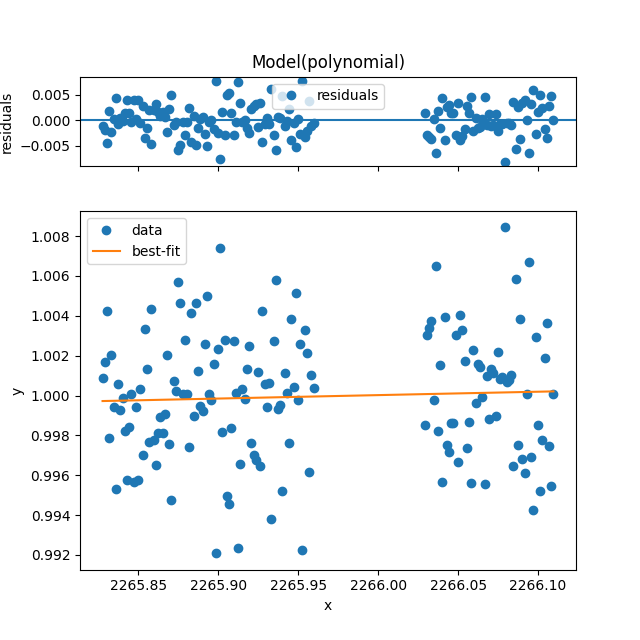 Model(polynomial)
residuals
0.005
0.000
−0.005
residuals
data
best-fit
1.008
1.006
1.004
1.002
1.000
0.998
0.996
0.994
0.992
y
2265.85 2265.90 2265.95 2266.00 2266.05 2266.10
x